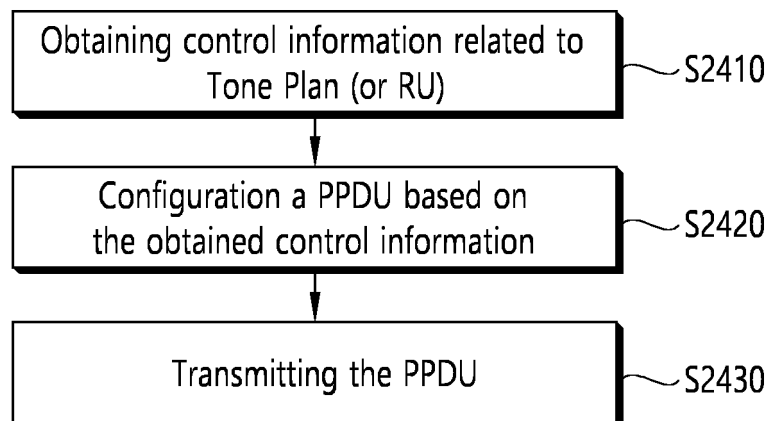 Obtaining control information related to
Tone Plan (or RU)
S2410
Configuration a PPDU based on
the obtained control information
S2420
Transmitting the PPDU
S2430